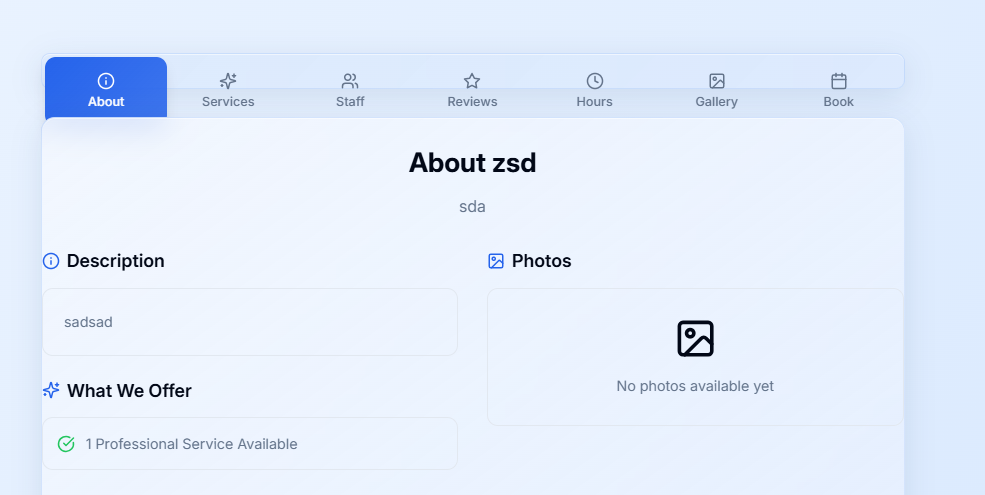 About
Services
Staff
Reviews
Hours
Gallery
Book
About zsd
sda
Description
sadsad
What We Offer
1 Professional Service Available
Photos
No photos available yet